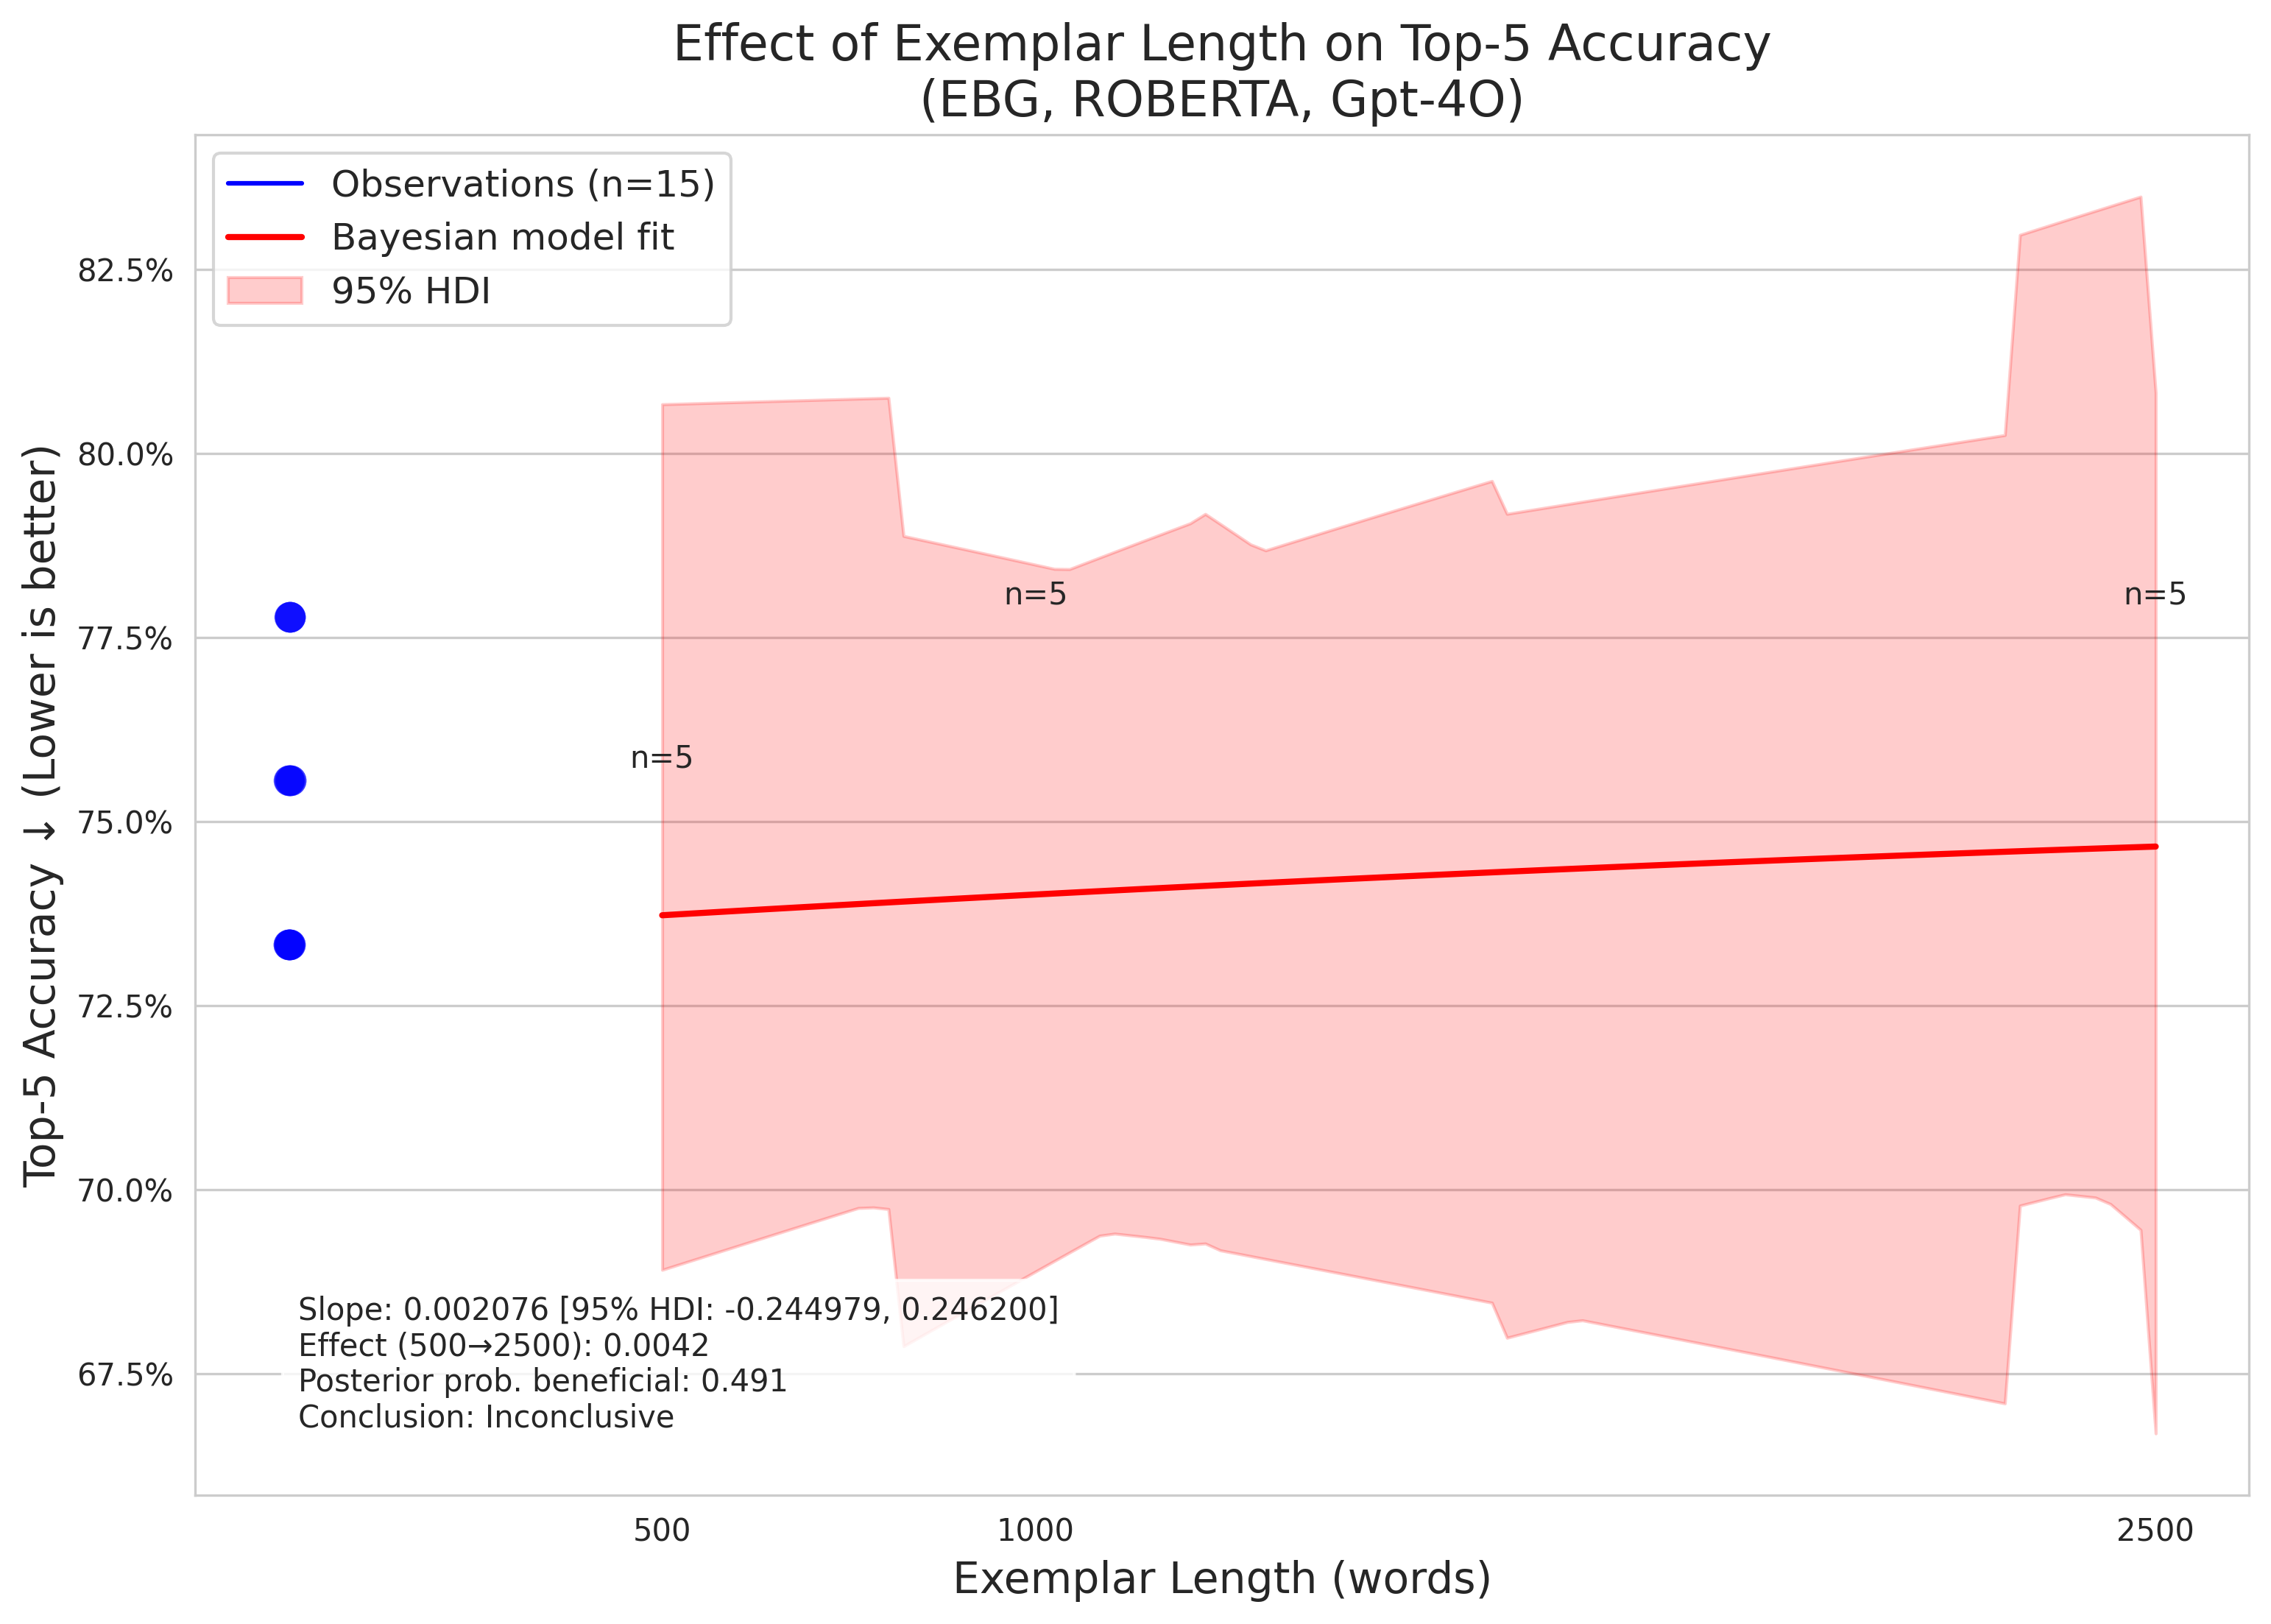 Effect of Exemplar Length on Top-5 Accuracy
(EBG, ROBERTA, Gpt-4O)
Observations (n=15)
Bayesian model fit
95% HDI
Top-5 Accuracy ↓ (Lower is better)
82.5%
80.0%
77.5%
75.0%
72.5%
70.0%
67.5%
n=5
n=5
n=5
Slope: 0.002076 [95% HDI: -0.244979, 0.246200]
Effect (500→2500): 0.0042
Posterior prob. beneficial: 0.491
Conclusion: Inconclusive
500
1000
2500
Exemplar Length (words)